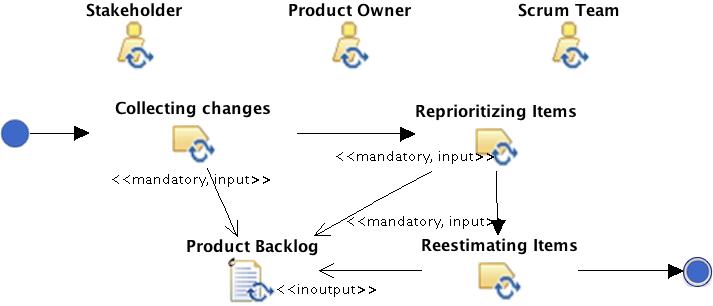 Stakeholder
Product Owner
Scrum Team
Collecting changes
Reprioritizing Items
<<mandatory, input>>
<<mandatory, input>>
<<mandatory, input>>
Product Backlog
Reestimating Items
<<inoutput>>